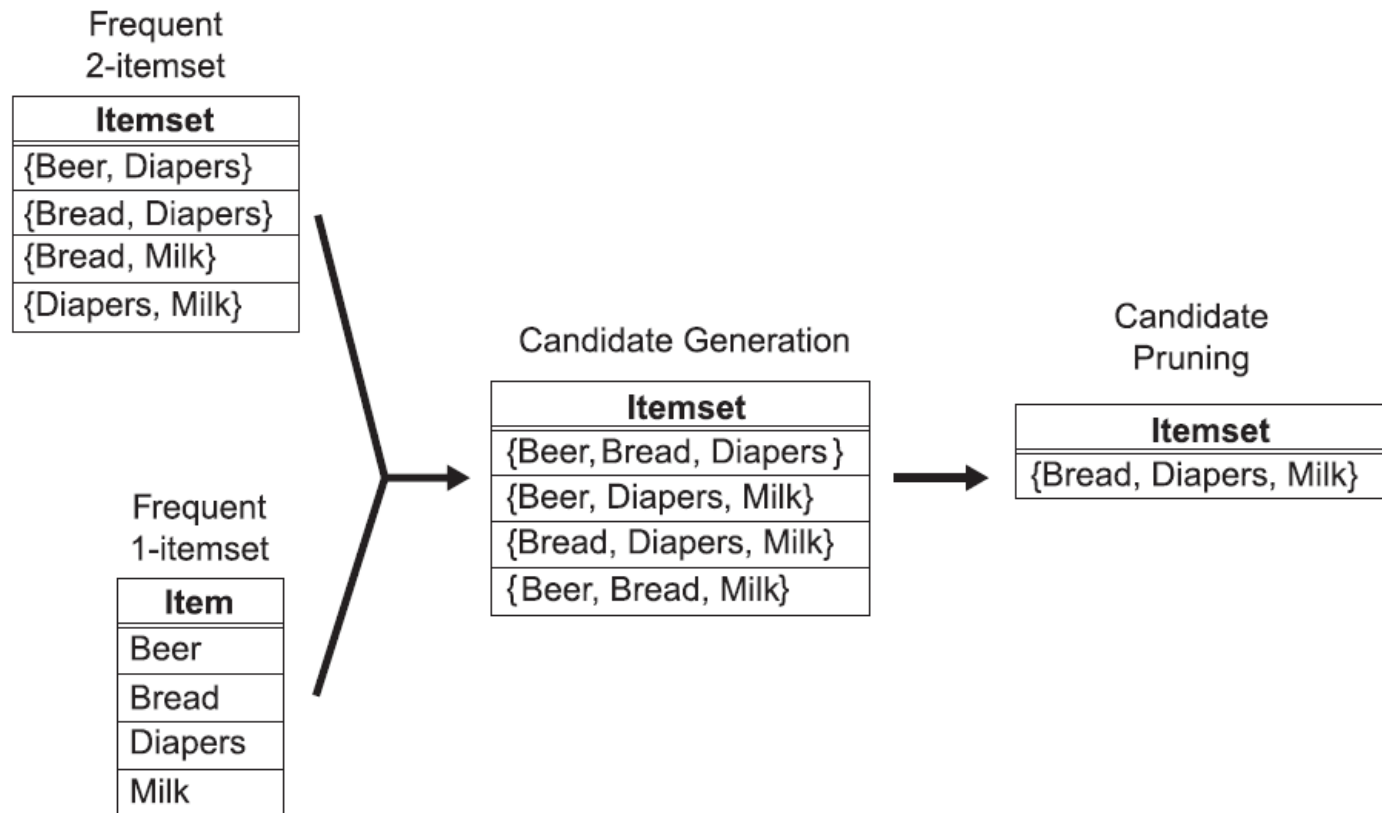 Frequent
2-itemset
Itemset
{Beer, Diapers}
{Bread, Diapers}
{Bread, Milk}
{Diapers, Milk}
Frequent
1-itemset
Item
Beer
Bread
Diapers
Milk
Candidate Generation
Itemset
{Beer, Bread, Diapers}
{Beer, Diapers, Milk}
{Bread, Diapers, Milk}
{Beer, Bread, Milk}
Candidate
Pruning
Itemset
{Bread, Diapers, Milk}